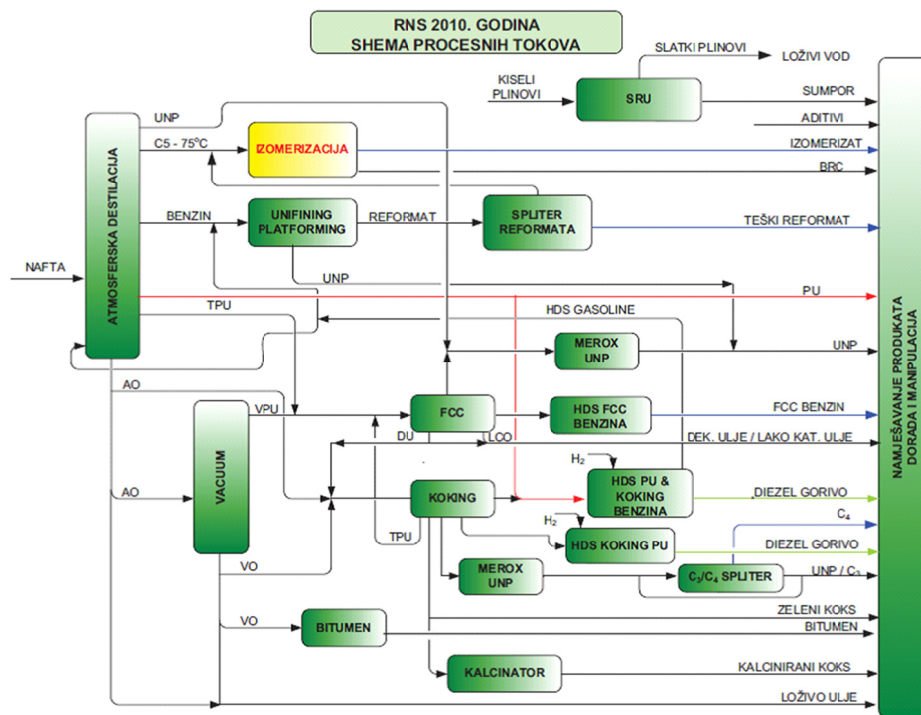 RNS 2010. GODINA
SHEMA PROCESNIH TOKOVA
SLATKI PLINOVI
LOŽIVI VOD
KISELI
PLINOVI
SRU
SUMPOR
ADITIVI
UNP
C5 - 75°C
IZOMERIZACIJA
IZOMERIZAT
BRC
BENZIN
UNIFINING
PLATFORMING
REFORMAT
SPLITER
REFORMATA
TEŠKI REFORMAT
NAFTA
ATMOSFERSKA DESTILACIJA
UNP
PU
TPU
HDS GASOLINE
MEROX
UNP
UNP
AO
VPU
FCC
HDS FCC
BENZINA
FCC BENZIN
DU
LCO
DEK. ULJE / LAKO KAT. ULJE
VACUUM
H2
AO
KOKING
HDS PU &
KOKING
BENZINA
DIEZEL GORIVO
C4
H2
TPU
HDS KOKING PU
DIEZEL GORIVO
VO
MEROX
UNP
C3/C4 SPLITER
UNP / C3
ZELENI KOKS
VO
BITUMEN
BITUMEN
KALCINATOR
KALCINIRANI KOKS
LOŽIVO ULJE
NAMJEŠAVANJE PRODUKATA
DORADA I MANIPULACIJA